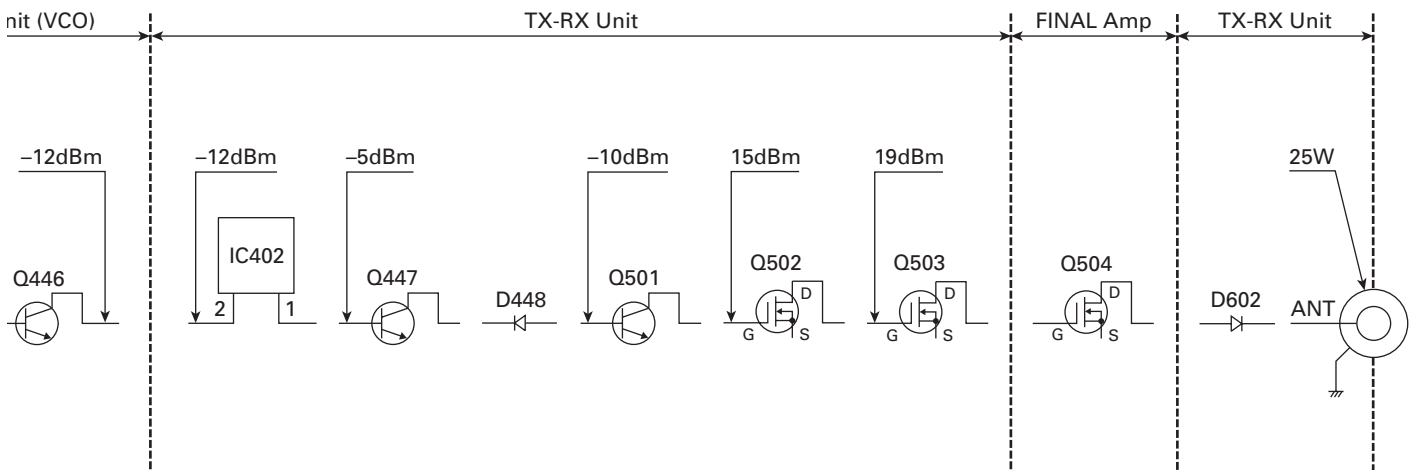 nit (VCO)
TX-RX Unit
FINAL Amp
TX-RX Unit
–12dBm
–12dBm
–5dBm
–10dBm
15dBm
19dBm
25W
IC402
Q446
2
1
Q447
D448
Q501
Q502
D
G
S
Q503
D
G
S
Q504
D
G
S
D602
ANT